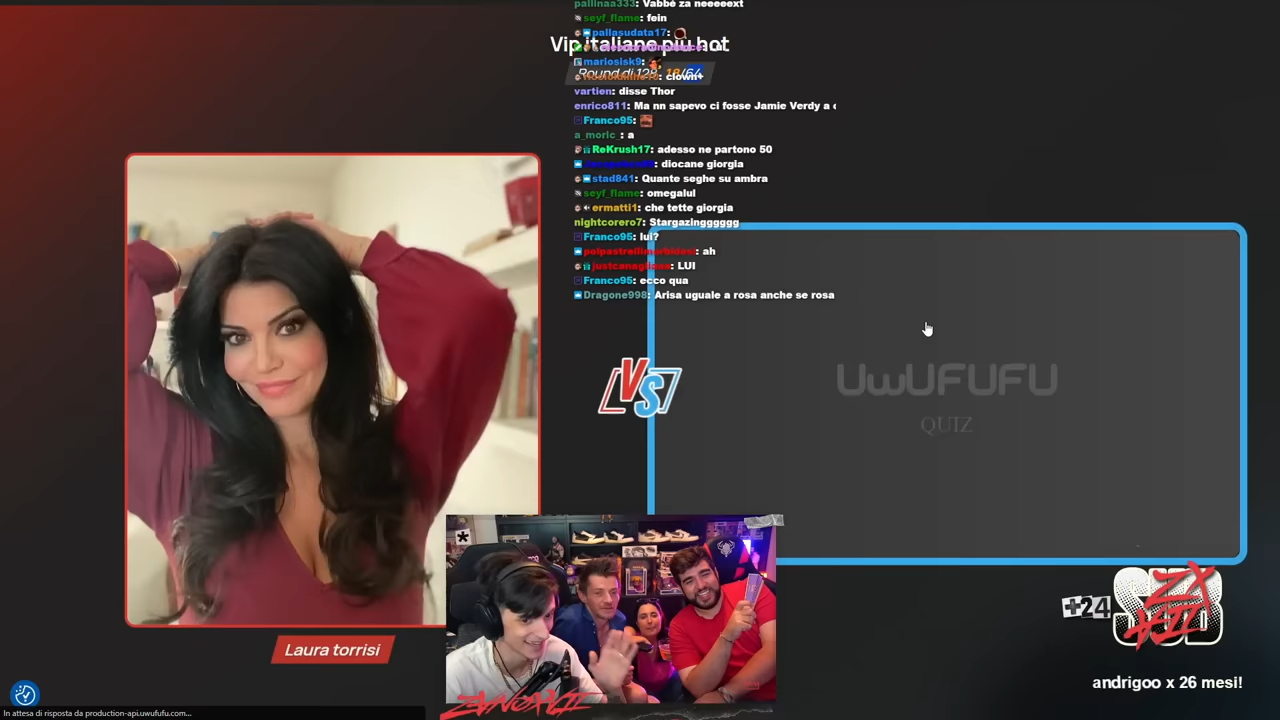 pallinaa333: Vabbè za neeeeext
seyf_flame: fein
pallasudata17:
Vip italiane più hot
mariosisk9:
Round di 128 18/64
clown+
vartien: disse Thor
enrico811: Ma nn sapevo ci fosse Jamie Verdy a c
Franco95:
a_moric_: a
ReKrush17: adesso ne partono 50
diocane giorgia
stad841: Quante seghe su ambra
seyf_flame: omegalul
ermatti1: che tette giorgia
nightcorero7: Stargazinggggg
Franco95: lui?
: ah
: LUI
Franco95: ecco qua
Dragone998: Arisa uguale a rosa anche se rosa
VS
UwUFUFU
QUIZ
Laura torrisi
+24
andrigoo x 26 mesi!
In attesa di risposta da production-api.uwufufu.com...